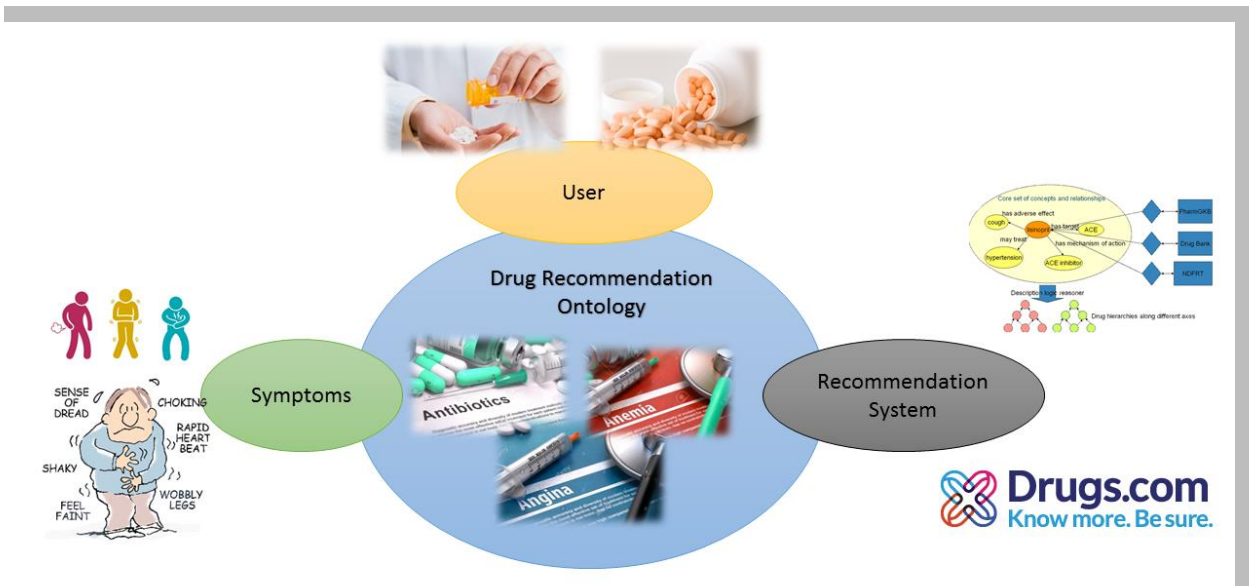 User
Drug Recommendation
Ontology
Symptoms
SENSE
OF
DREAD
CHOKING
RAPID
HEART
BEAT
SHAKY
WOBBLY
LEGS
FEEL
FAINT
Antibiotics
Anemia
Angina
Recommendation
System
Core set of concepts and relationships
has adverse effect
cough
lisinopril
has target
ACE
may treat
has mechanism of action
hypertension
ACE inhibitor
PharmGKB
Drug Bank
NDFRT
Description logic reasoner
Drug hierarchies along different axes
Drugs.com
Know more. Be sure.